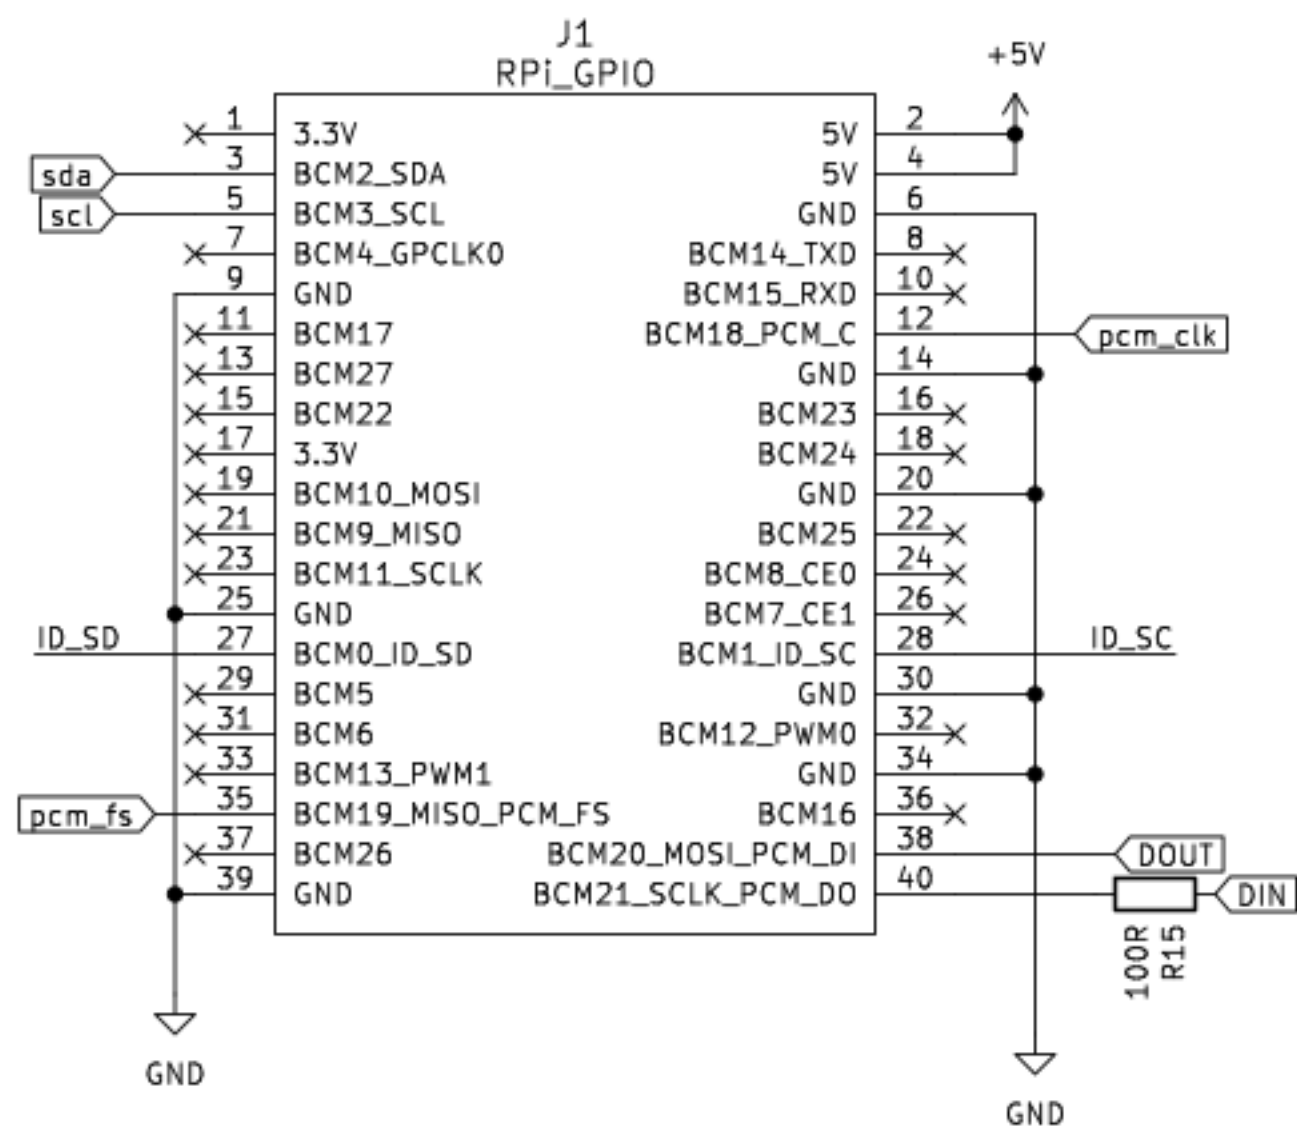 J1
RPi_GPIO
+5V
1 3.3V 5V 2
sda 3 BCM2_SDA 5V 4
scl 5 BCM3_SCL GND 6
7 BCM4_GPCLK0 BCM14_TXD 8
9 GND BCM15_RXD 10
11 BCM17 BCM18_PCM_C 12 pcm_clk
13 BCM27 GND 14
15 BCM22 BCM23 16
17 3.3V BCM24 18
19 BCM10_MOSI GND 20
21 BCM9_MISO BCM25 22
23 BCM11_SCLK BCM8_CE0 24
25 GND BCM7_CE1 26
ID_SD 27 BCM0_ID_SD BCM1_ID_SC 28 ID_SC
29 BCM5 GND 30
31 BCM6 BCM12_PWM0 32
33 BCM13_PWM1 GND 34
pcm_fs 35 BCM19_MISO_PCM_FS BCM16 36
37 BCM26 BCM20_MOSI_PCM_DI 38 DOUT
39 GND BCM21_SCLK_PCM_DO 40 DIN
100R
R15
GND
GND